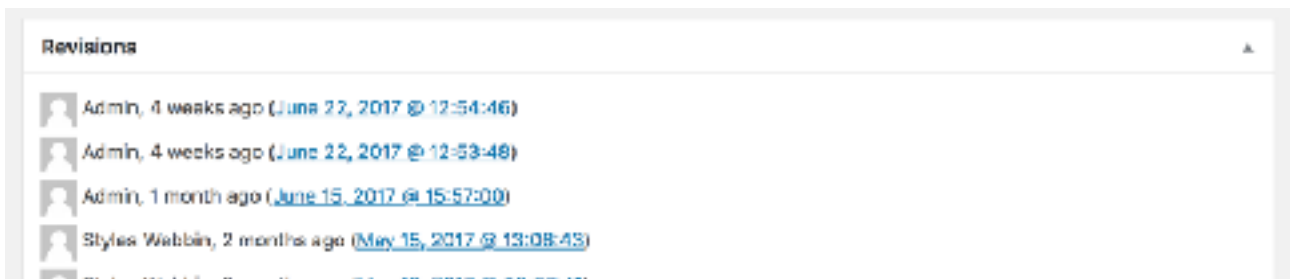 Revisions
Admin, 4 weeks ago (June 22, 2017 @ 12:54:46)
Admin, 4 weeks ago (June 22, 2017 @ 12:53:48)
Admin, 1 month ago (June 15, 2017 @ 15:57:00)
Styles Webbin, 2 months ago (May 15, 2017 @ 13:08:43)